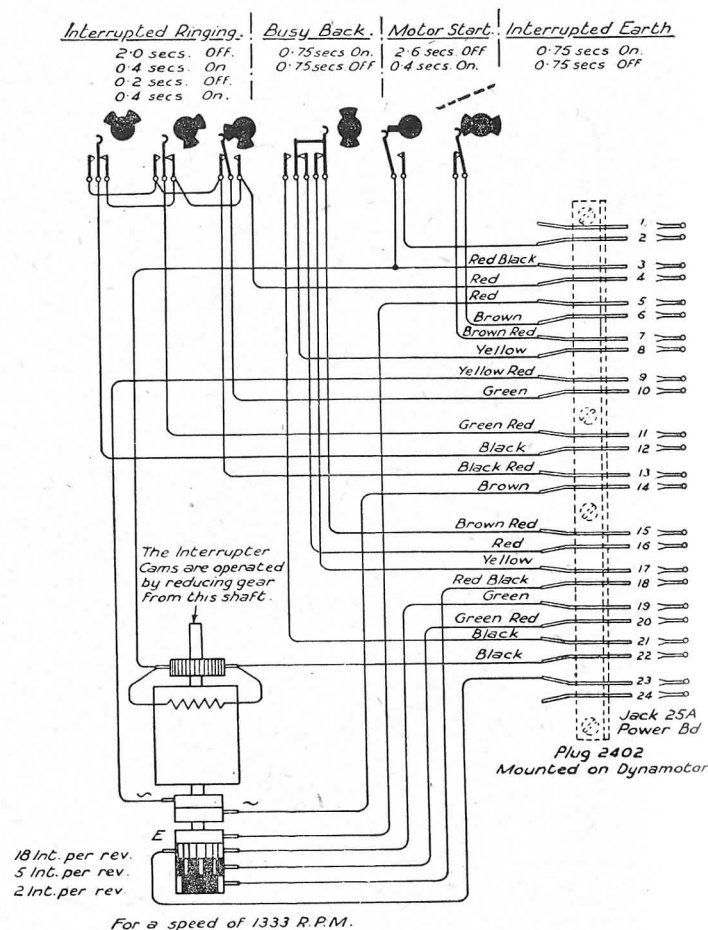 Interrupted Ringing. Busy Back. Motor Start. Interrupted Earth
2·0 secs. Off.
0·4 secs. On
0·2 secs. Off.
0·4 secs On.
0·75secs On.
0·75secs. OFF
2·6 secs. OFF
0·4 secs. On.
0·75 secs On.
0·75 secs OFF
1
2
Red Black 3
Red 4
Red 5
Brown 6
Brown Red 7
Yellow 8
Yellow Red 9
Green 10
Green Red 11
Black 12
Black Red 13
Brown 14
Brown Red 15
Red 16
Yellow 17
Red Black 18
Green 19
Green Red 20
Black 21
Black 22
23
24
The Interrupter
Cams are operated
by reducing gear
From this shaft.
Jack 25A
Power Bd
Plug 2402
Mounted on Dynamotor
~ ~
E
18 Int. per rev.
5 Int. per rev.
2 Int. per rev.
For a speed of 1333 R.P.M.